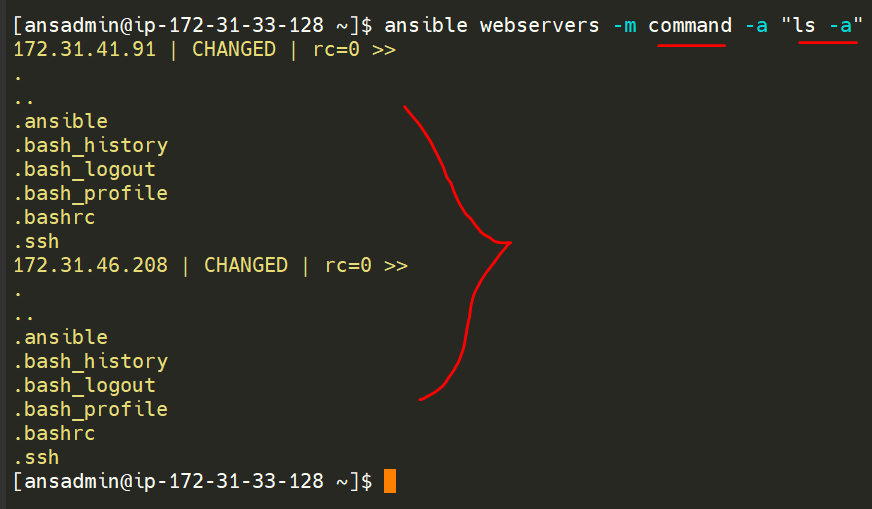 [ansadmin@ip-172-31-33-128 ~]$ ansible webservers -m command -a "ls -a"
172.31.41.91 | CHANGED | rc=0 >>
.
..
.ansible
.bash_history
.bash_logout
.bash_profile
.bashrc
.ssh
172.31.46.208 | CHANGED | rc=0 >>
.
..
.ansible
.bash_history
.bash_logout
.bash_profile
.bashrc
.ssh
[ansadmin@ip-172-31-33-128 ~]$